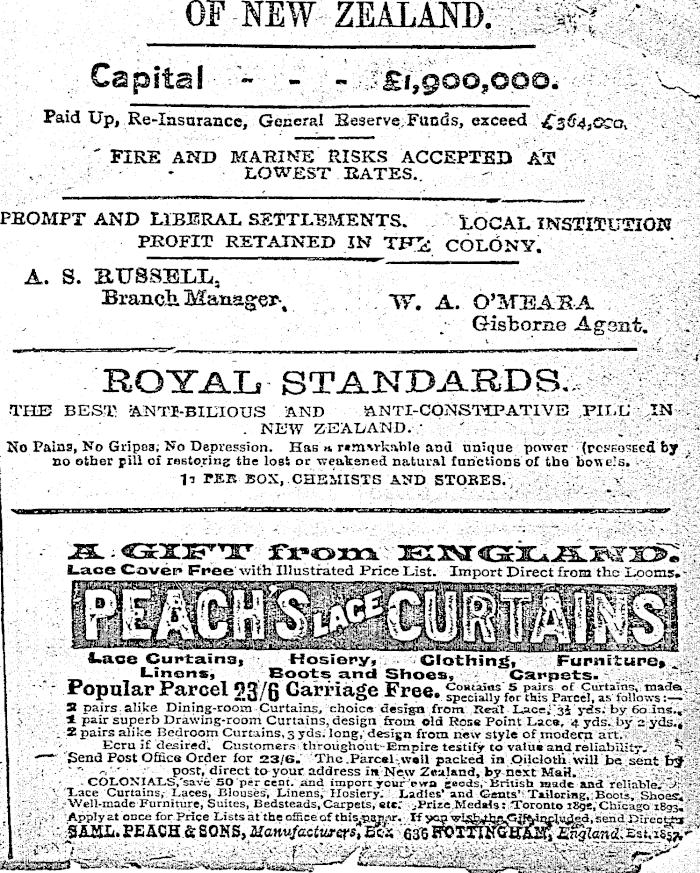 OF NEW ZEALAND.
Capital - - - £1,900,000.
Paid Up, Re-Insurance, General Reserve Funds, exceed £364,000.
FIRE AND MARINE RISKS ACCEPTED AT
LOWEST RATES.
PROMPT AND LIBERAL SETTLEMENTS. LOCAL INSTITUTION
PROFIT RETAINED IN THE COLONY.
A. S. RUSSELL,
Branch Manager.
W. A. O'MEARA
Gisborne Agent.
ROYAL STANDARDS.
THE BEST ANTI-BILIOUS AND ANTI-CONSTIPATIVE PILL IN
NEW ZEALAND.
No Pains, No Gripes, No Depression. Has a remarkable and unique power (possessed by
no other pill of restoring the lost or weakened natural functions of the bowels.
PER BOX, CHEMISTS AND STORES.
A GIFT from ENGLAND.
Lace Cover Free with Illustrated Price List. Import Direct from the Looms.
PEACH'S LACE CURTAINS
Lace Curtains, Hosiery, Clothing, Furniture,
Linens, Boots and Shoes, Carpets.
Popular Parcel 23/6 Carriage Free. Contains 5 pairs of Curtains, made
specially for this Parcel, as follows:—
2 pairs alike Dining-room Curtains, choice design from Real Lace, 3½ yds. by 60 ins.,
1 pair superb Drawing-room Curtains, design from old Rose Point Lace, 4 yds. by 2 yds.,
2 pairs alike Bedroom Curtains, 3 yds. long, design from new style of modern art.
Ecru if desired. Customers throughout Empire testify to value and reliability.
Send Post Office Order for 23/6. The Parcel well packed in Oilcloth will be sent by
post, direct to your address in New Zealand, by next Mail.
COLONIALS, save 50 per cent. and import your own goods, British made and reliable.
Lace Curtains, Laces, Blouses, Linens, Hosiery. Ladies' and Gents' Tailoring, Boots, Shoes,
Well-made Furniture, Suites, Bedsteads, Carpets, etc. Prize Medals: Toronto 1892, Chicago 1893.
Apply at once for Price Lists at the office of this paper. If you wish the Gift included, send Direct to
SAML. PEACH & SONS, Manufacturers, Box 636 NOTTINGHAM, England. Est. 1857.